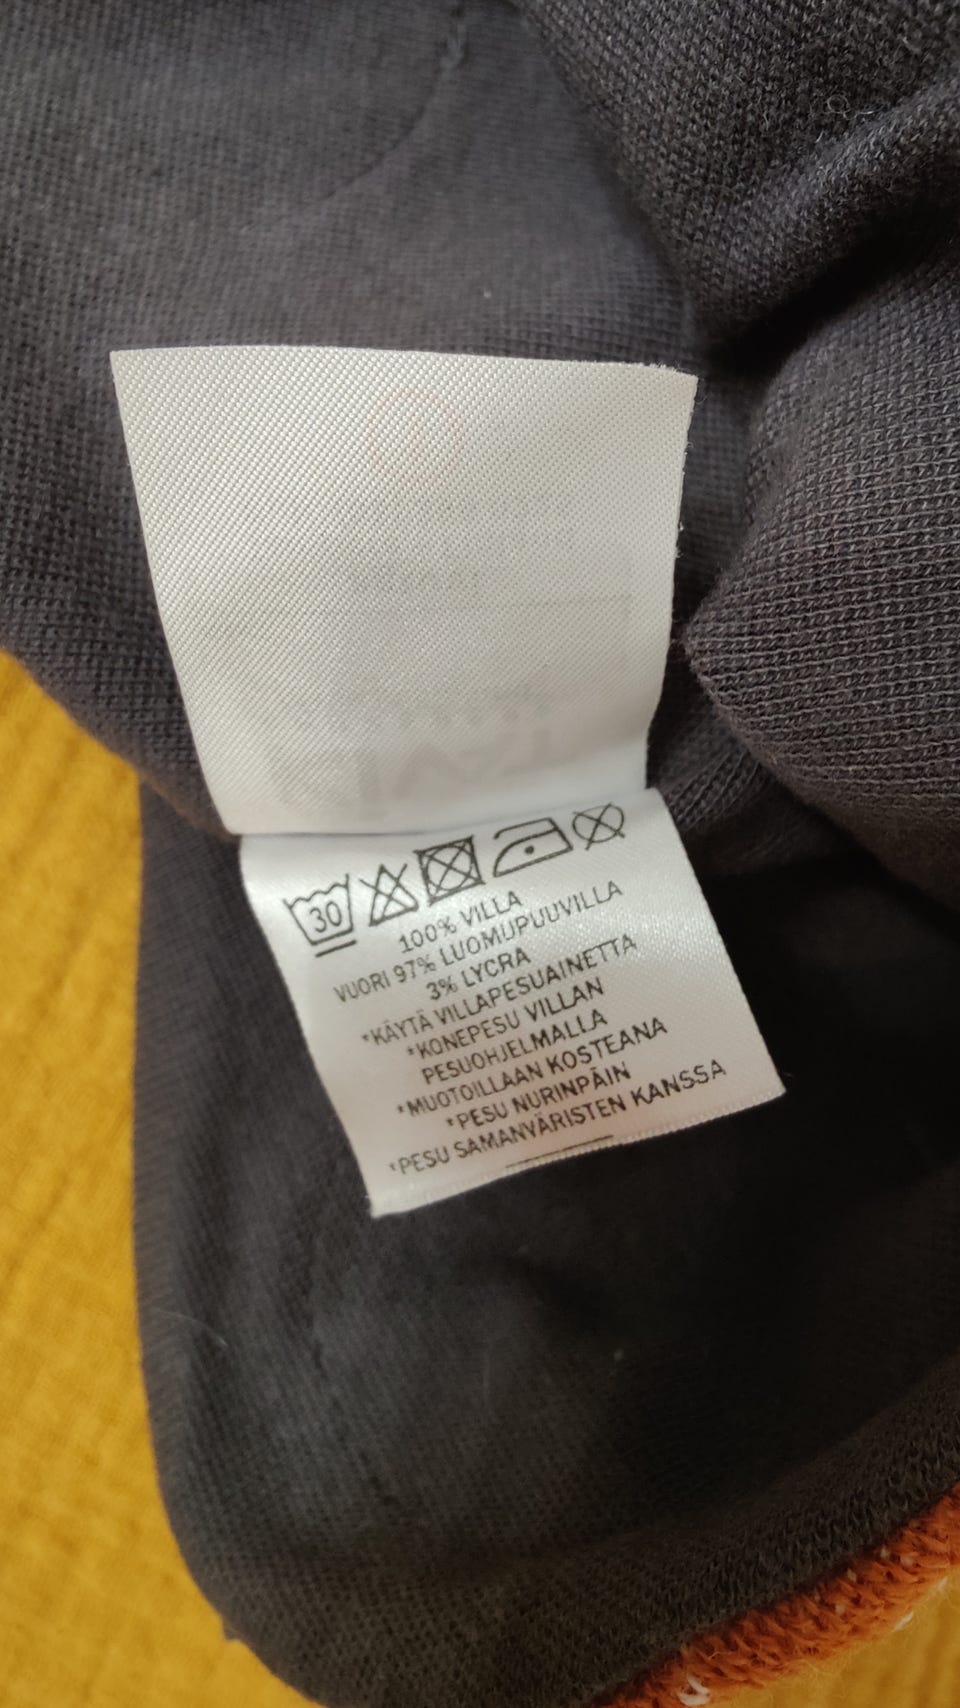 30
100% VILLA
VUORI 97% LUOMUPUUVILLA
3% LYCRA
*KÄYTÄ VILLAPESUAINETTA
*KONEPESU VILLAN
PESUOHJELMALLA
*MUOTOILLAAN KOSTEANA
*PESU NURINPÄIN
*PESU SAMANVÄRISTEN KANSSA